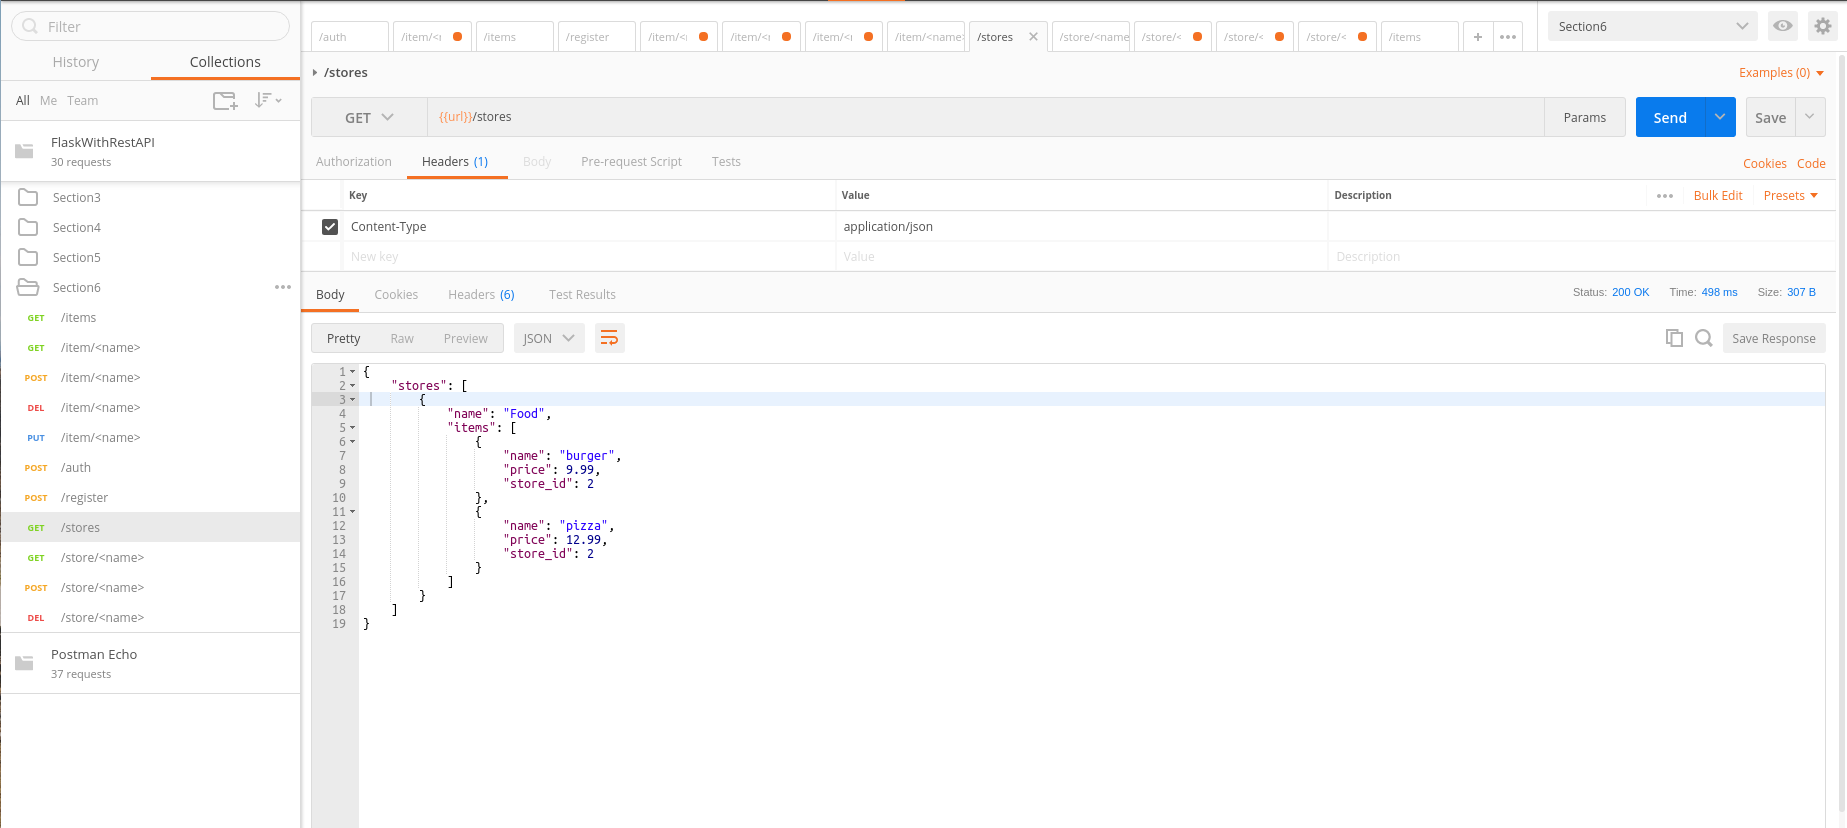 Filter
History Collections
All Me Team
FlaskWithRestAPI
30 requests
Section3
Section4
Section5
Section6
GET /items
GET /item/<name>
POST /item/<name>
DEL /item/<name>
PUT /item/<name>
POST /auth
POST /register
GET /stores
GET /store/<name>
POST /store/<name>
DEL /store/<name>
Postman Echo
37 requests
/auth /item/< /items /register /item/< /item/< /item/< /item/<name> /stores /store/<name /store/< /store/< /store/< /items
Section6
/stores
Examples (0)
GET {{url}}/stores Params Send Save
Authorization Headers (1) Body Pre-request Script Tests Cookies Code
Key Value Description Bulk Edit Presets
Content-Type application/json
New key Value Description
Body Cookies Headers (6) Test Results Status: 200 OK Time: 498 ms Size: 307 B
Pretty Raw Preview JSON Save Response
1 {
2 "stores": [
3 {
4 "name": "Food",
5 "items": [
6 {
7 "name": "burger",
8 "price": 9.99,
9 "store_id": 2
10 },
11 {
12 "name": "pizza",
13 "price": 12.99,
14 "store_id": 2
15 }
16 ]
17 }
18 ]
19 }